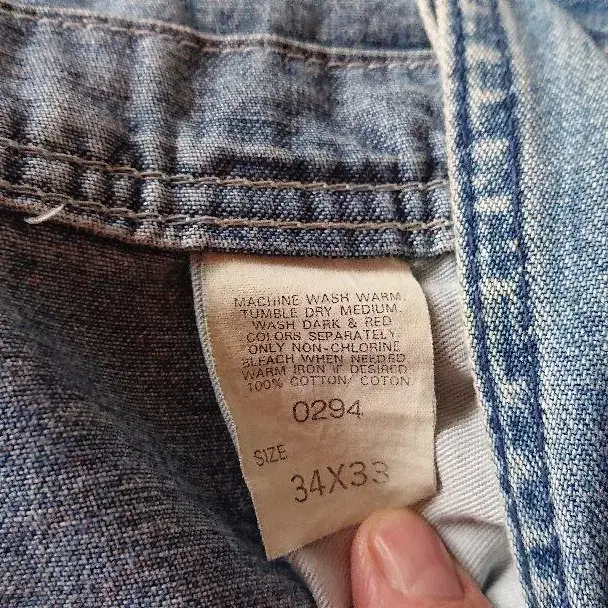 MACHINE WASH WARM.
TUMBLE DRY MEDIUM.
WASH DARK & RED
COLORS SEPARATELY.
ONLY NON-CHLORINE
BLEACH WHEN NEEDED
WARM IRON IF DESIRED
100% COTTON/ COTON
0294
SIZE
34X33